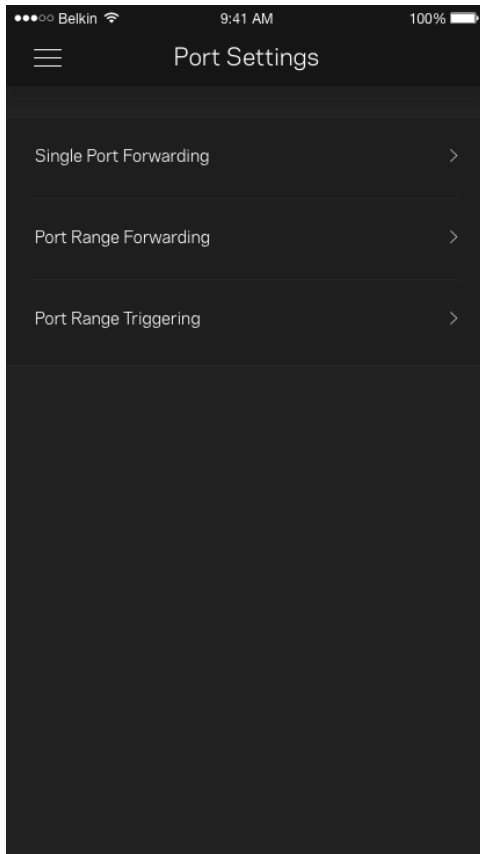 Belkin 9:41 AM 100%
Port Settings
Single Port Forwarding
Port Range Forwarding
Port Range Triggering